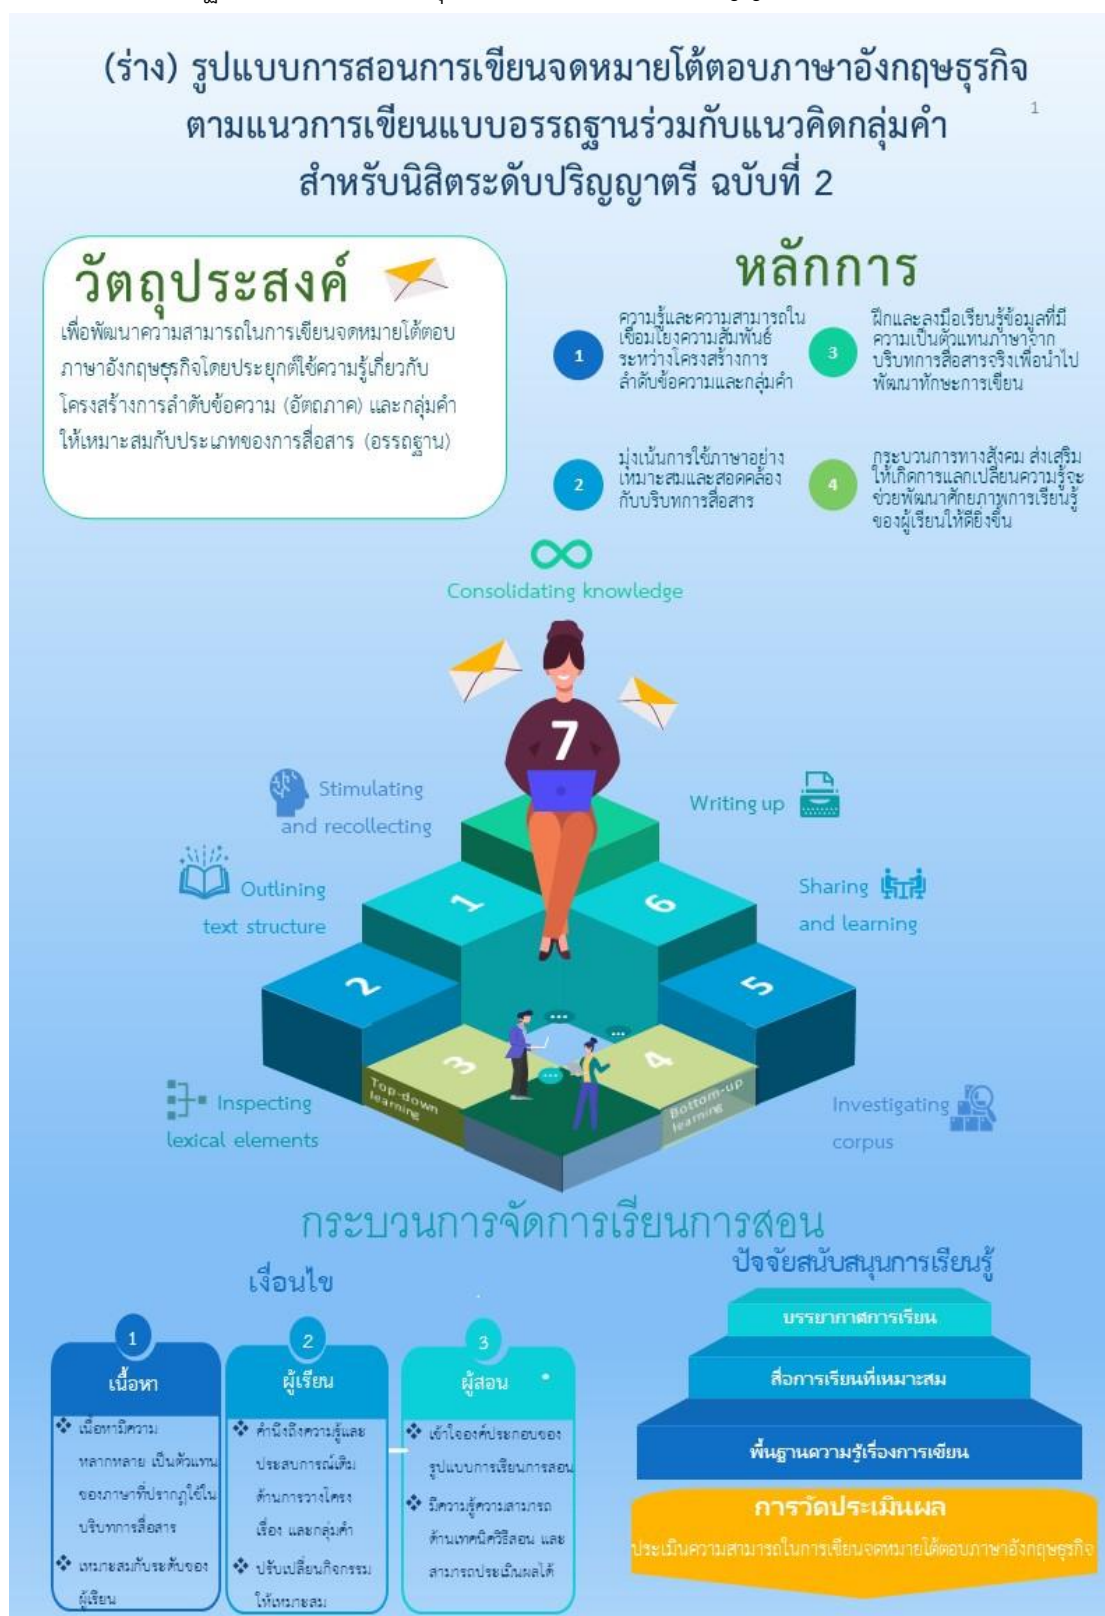 (ร่าง) รูปแบบการสอนการเขียนจดหมายโต้ตอบภาษาอังกฤษธุรกิจ
1
ตามแนวการเขียนแบบอรรถฐานร่วมกับแนวคิดกลุ่มคำ
สำหรับนิสิตระดับปริญญาตรี ฉบับที่ 2
วัตถุประสงค์
เพื่อพัฒนาความสามารถในการเขียนจดหมายโต้ตอบ
ภาษาอังกฤษธุรกิจโดยประยุกต์ใช้ความรู้เกี่ยวกับ
โครงสร้างการลำดับข้อความ (อัตถภาค) และกลุ่มคำ
ให้เหมาะสมกับประเภทของการสื่อสาร (อรรถฐาน)
หลักการ
1
ความรู้และความสามารถใน
เชื่อมโยงความสัมพันธ์
ระหว่างโครงสร้างการ
ลำดับข้อความและกลุ่มคำ
2
มุ่งเน้นการใช้ภาษาอย่าง
เหมาะสมและสอดคล้อง
กับบริบทการสื่อสาร
3
ฝึกและลงมือเรียนรู้ข้อมูลที่มี
ความเป็นตัวแทนภาษาจาก
บริบทการสื่อสารจริงเพื่อนำไป
พัฒนาทักษะการเขียน
4
กระบวนการทางสังคม ส่งเสริม
ให้เกิดการแลกเปลี่ยนความรู้จะ
ช่วยพัฒนาศักยภาพการเรียนรู้
ของผู้เรียนให้ดียิ่งขึ้น
Consolidating knowledge
7
Stimulating
and recollecting
Writing up
Outlining
text structure
1
6
Sharing
and learning
2
5
3
4
Top-down
learning
Bottom-up
learning
Inspecting
lexical elements
Investigating
corpus
กระบวนการจัดการเรียนการสอน
เงื่อนไข
1
เนื้อหา
❖ เนื้อหามีความ
หลากหลาย เป็นตัวแทน
ของภาษาที่ปรากฏใช้ใน
บริบทการสื่อสาร
❖ เหมาะสมกับระดับของ
ผู้เรียน
2
ผู้เรียน
❖ คำนึงถึงความรู้และ
ประสบการณ์เดิม
ด้านการวางโครง
เรื่อง และกลุ่มคำ
❖ ปรับเปลี่ยนกิจกรรม
ให้เหมาะสม
3
ผู้สอน
❖ เข้าใจองค์ประกอบของ
รูปแบบการเรียนการสอน
❖ มีความรู้ความสามารถ
ด้านเทคนิควิธีสอน และ
สามารถประเมินผลได้
ปัจจัยสนับสนุนการเรียนรู้
บรรยากาศการเรียน
สื่อการเรียนที่เหมาะสม
พื้นฐานความรู้เรื่องการเขียน
การวัดประเมินผล
ประเมินความสามารถในการเขียนจดหมายโต้ตอบภาษาอังกฤษธุรกิจ